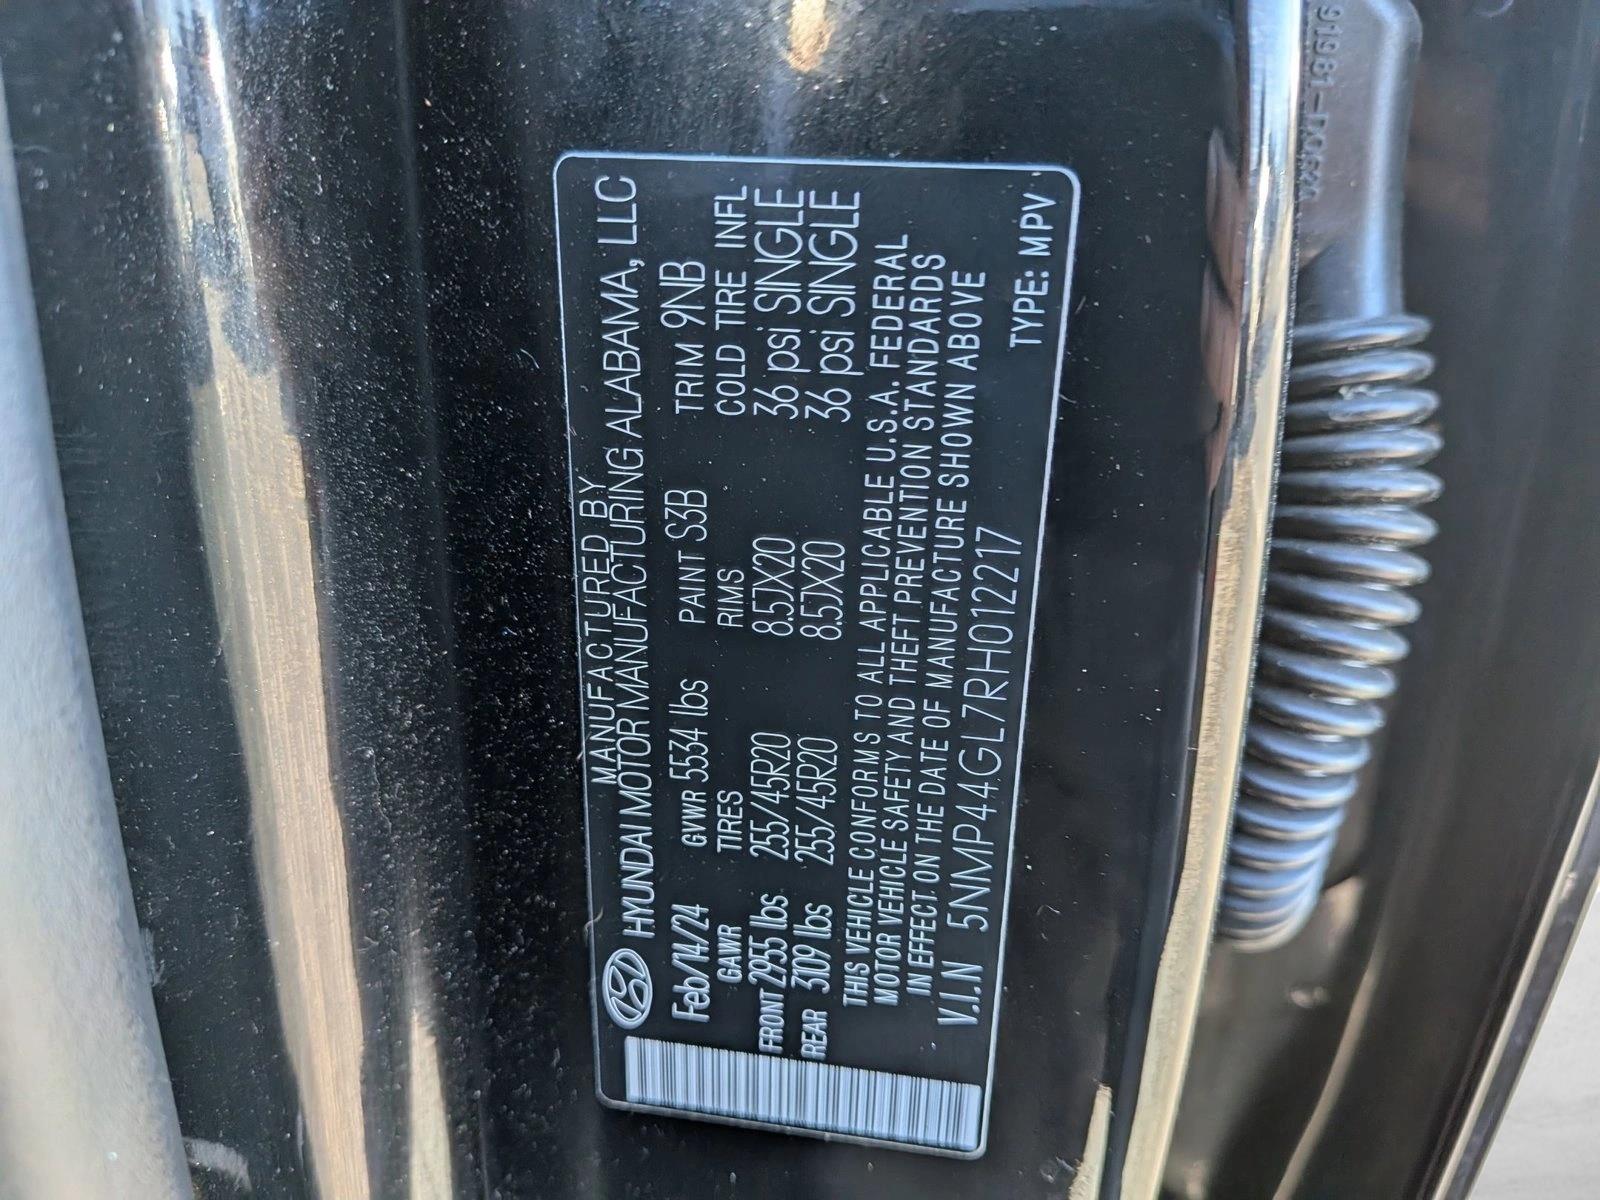 MANUFACTURED BY
HYUNDAI MOTOR MANUFACTURING ALABAMA, LLC
Feb/14/24 GVWR 5534 lbs PAINT S3B TRIM 9NB
GAWR TIRES RIMS COLD TIRE INFL
FRONT 2955 lbs 255/45R20 8.5JX20 36 psi SINGLE
REAR 3109 lbs 255/45R20 8.5JX20 36 psi SINGLE
THIS VEHICLE CONFORMS TO ALL APPLICABLE U.S.A. FEDERAL
MOTOR VEHICLE SAFETY AND THEFT PREVENTION STANDARDS
IN EFFECT ON THE DATE OF MANUFACTURE SHOWN ABOVE
V.I.N 5NMP44GL7RH012217 TYPE: MPV